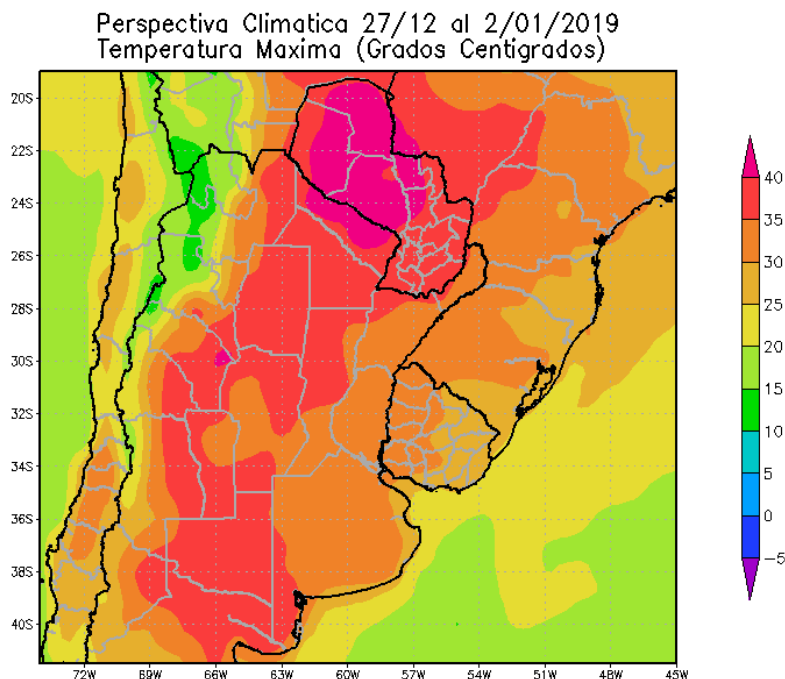 Perspectiva Climatica 27/12 al 2/01/2019
Temperatura Maxima (Grados Centigrados)
20S
22S
24S
26S
28S
30S
32S
34S
36S
38S
40S
72W
69W
66W
63W
60W
57W
54W
51W
48W
45W
40
35
30
25
20
15
10
5
0
−5